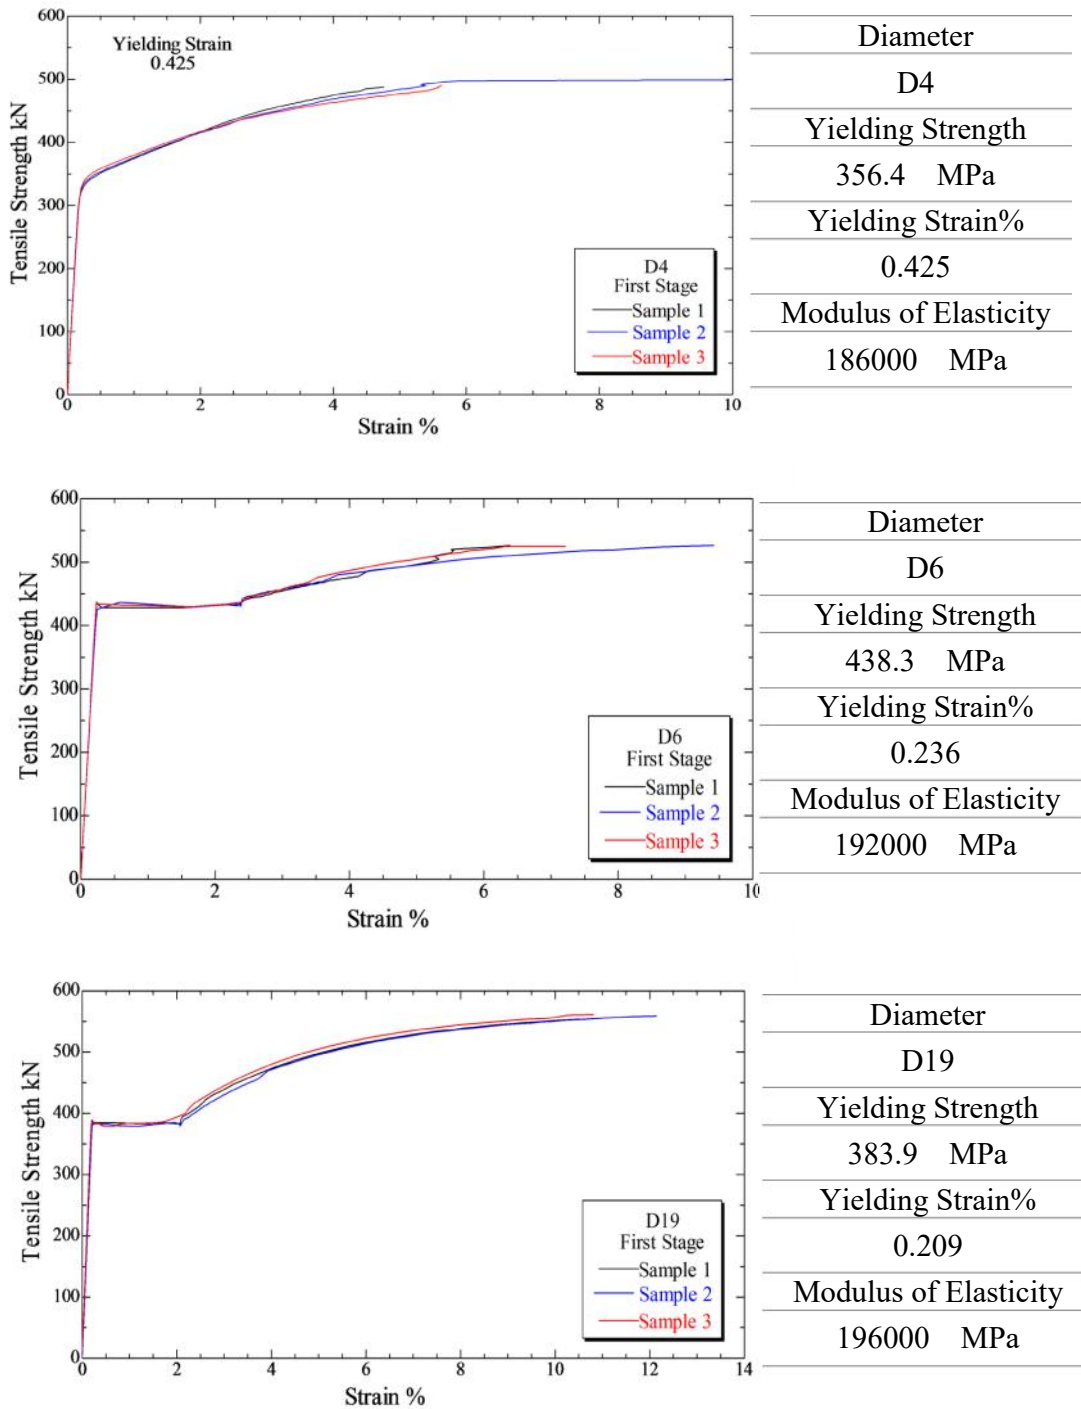 600
500
400
300
200
100
0
Tensile Strength kN
Yielding Strain
0.425
D4
First Stage
Sample 1
Sample 2
Sample 3
0 2 4 6 8 10
Strain %
Diameter
D4
Yielding Strength
356.4 MPa
Yielding Strain%
0.425
Modulus of Elasticity
186000 MPa
600
500
400
300
200
100
0
Tensile Strength kN
D6
First Stage
Sample 1
Sample 2
Sample 3
0 2 4 6 8 10
Strain %
Diameter
D6
Yielding Strength
438.3 MPa
Yielding Strain%
0.236
Modulus of Elasticity
192000 MPa
600
500
400
300
200
100
0
Tensile Strength kN
D19
First Stage
Sample 1
Sample 2
Sample 3
0 2 4 6 8 10 12 14
Strain %
Diameter
D19
Yielding Strength
383.9 MPa
Yielding Strain%
0.209
Modulus of Elasticity
196000 MPa